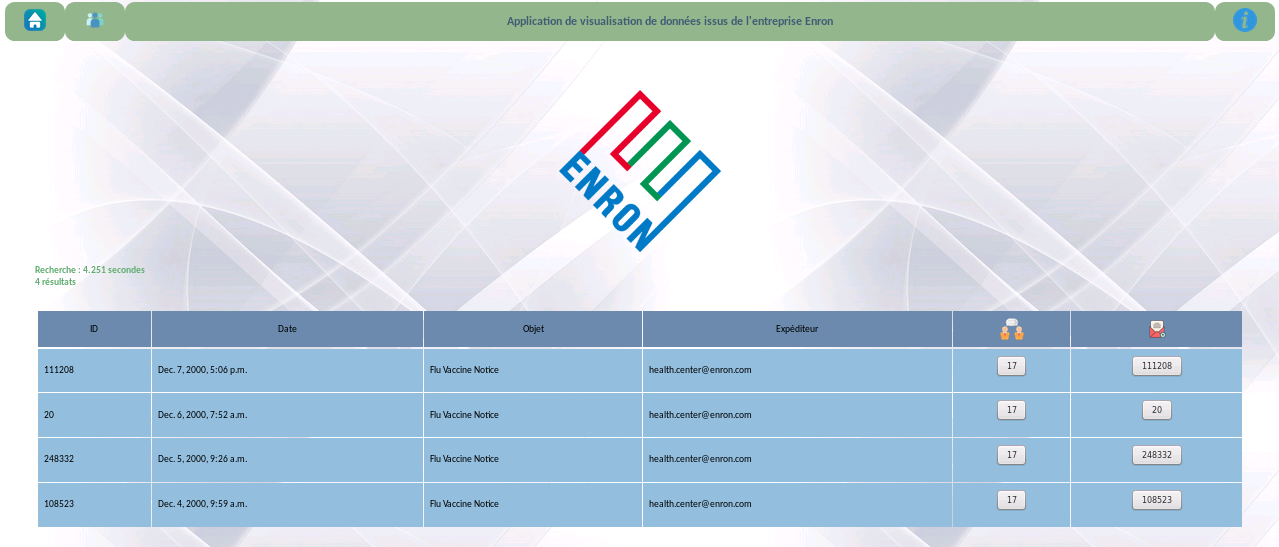 Application de visualisation de données issus de l'entreprise Enron
ENRON
Recherche : 4.251 secondes
4 résultats
ID Date Objet Expéditeur
111208 Dec. 7, 2000, 5:06 p.m. Flu Vaccine Notice health.center@enron.com 17 111208
20 Dec. 6, 2000, 7:52 a.m. Flu Vaccine Notice health.center@enron.com 17 20
248332 Dec. 5, 2000, 9:26 a.m. Flu Vaccine Notice health.center@enron.com 17 248332
108523 Dec. 4, 2000, 9:59 a.m. Flu Vaccine Notice health.center@enron.com 17 108523